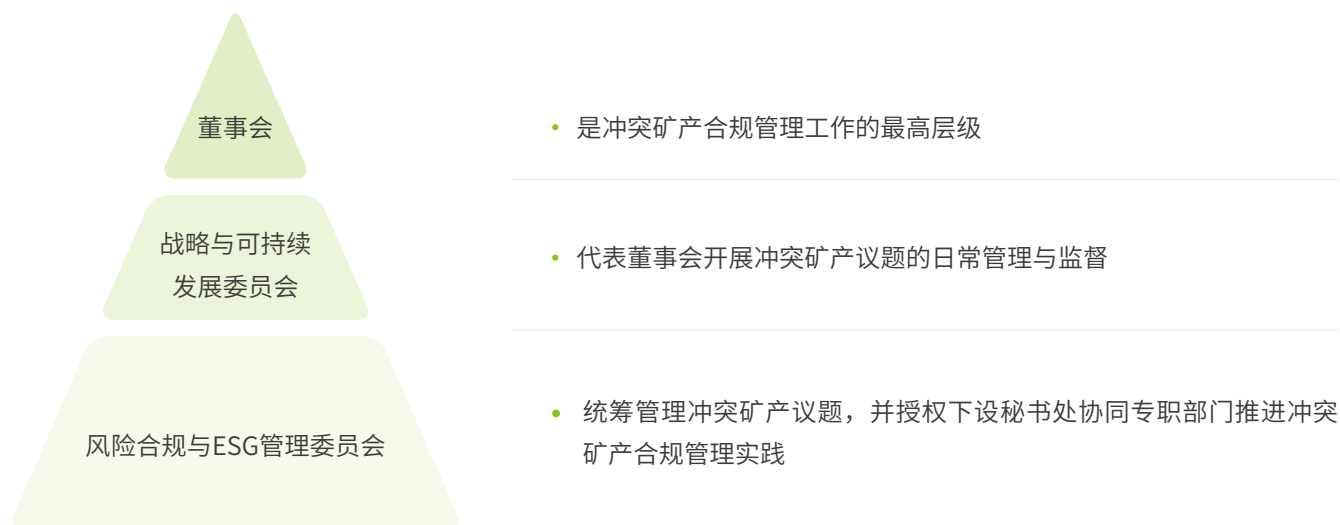 董事会
• 是冲突矿产合规管理工作的最高层级
战略与可持续
发展委员会
• 代表董事会开展冲突矿产议题的日常管理与监督
风险合规与ESG管理委员会
• 统筹管理冲突矿产议题，并授权下设秘书处协同专职部门推进冲突
矿产合规管理实践